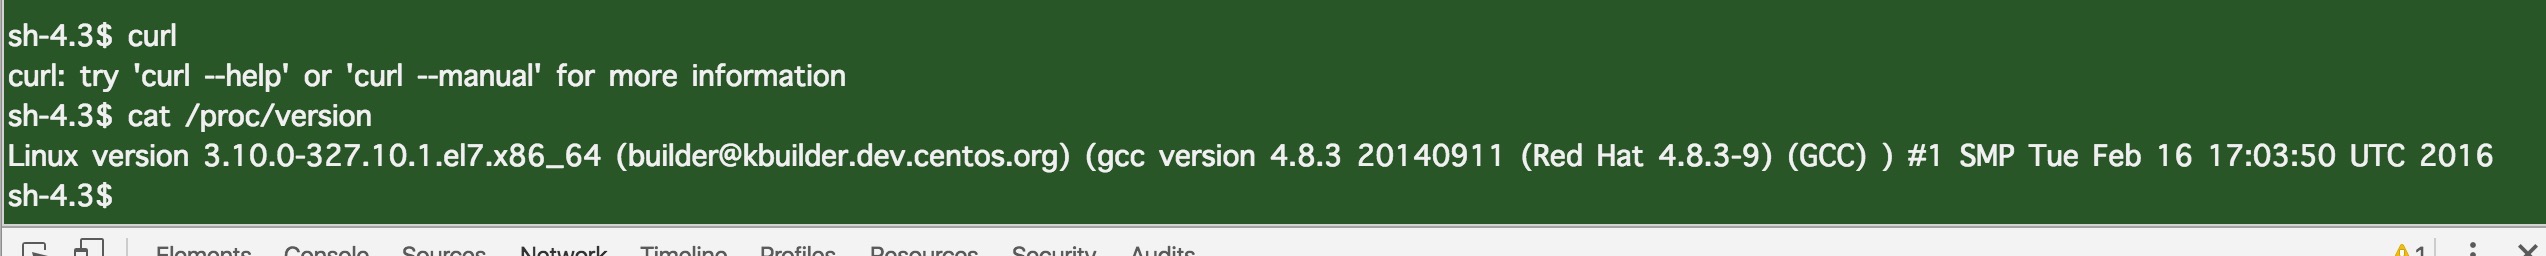 sh-4.3$ curl
curl: try 'curl --help' or 'curl --manual' for more information
sh-4.3$ cat /proc/version
Linux version 3.10.0-327.10.1.el7.x86_64 (builder@kbuilder.dev.centos.org) (gcc version 4.8.3 20140911 (Red Hat 4.8.3-9) (GCC) ) #1 SMP Tue Feb 16 17:03:50 UTC 2016
sh-4.3$
Elements Console Sources Network Timeline Profiles Resources Security Audits 1